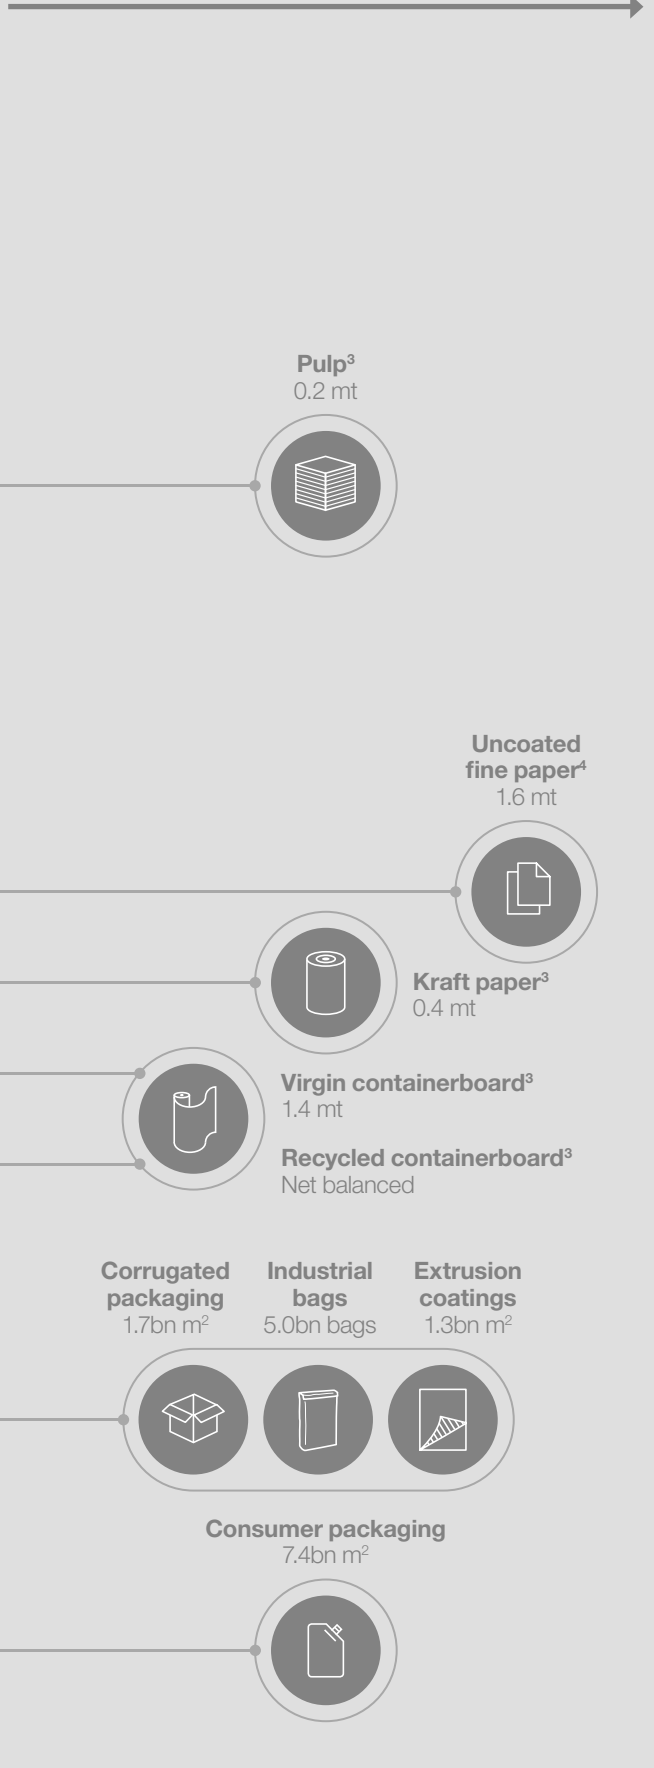 Pulp³
0.2 mt
Uncoated
fine paper⁴
1.6 mt
Kraft paper³
0.4 mt
Virgin containerboard³
1.4 mt
Recycled containerboard³
Net balanced
Corrugated
packaging
1.7bn m²
Industrial
bags
5.0bn bags
Extrusion
coatings
1.3bn m²
Consumer packaging
7.4bn m²